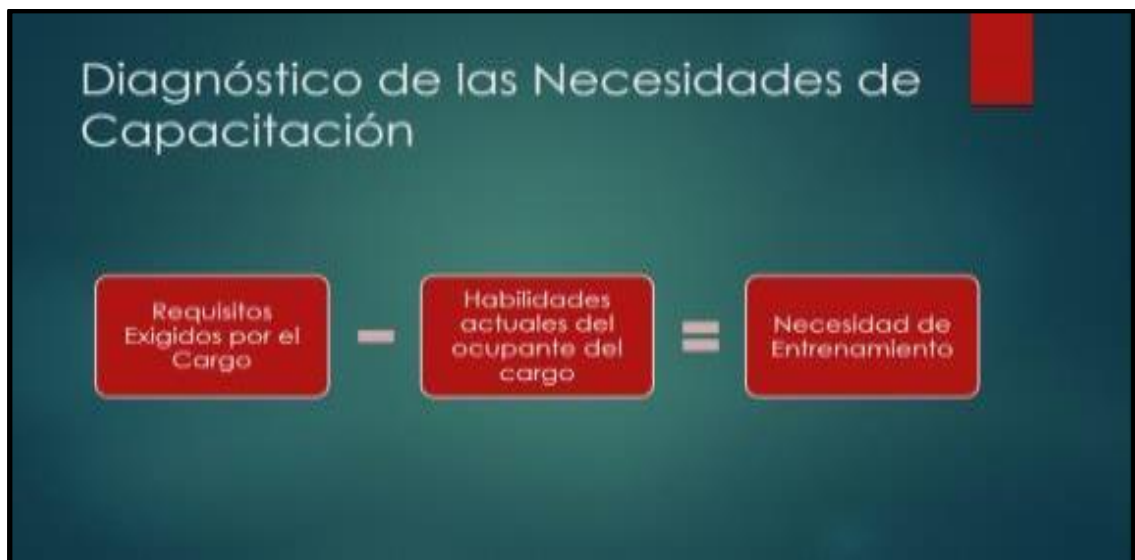 Diagnóstico de las Necesidades de
Capacitación
Requisitos
Exigidos por el
Cargo
Habilidades
actuales del
ocupante del
cargo
Necesidad de
Entrenamiento